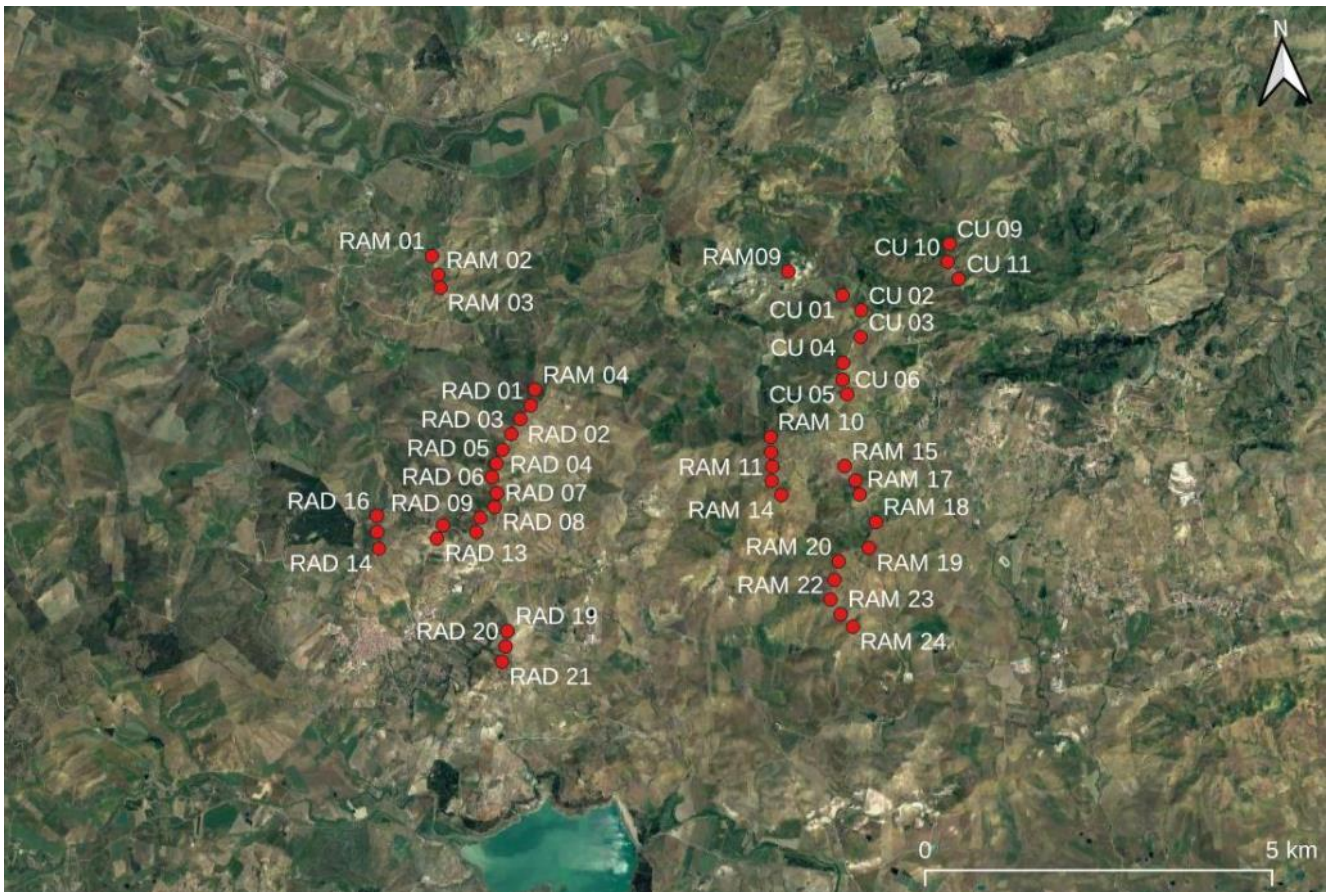 N
CU 09
RAM 01
CU 10
RAM09
RAM 02
CU 11
CU 02
RAM 03
CU 01
CU 03
CU 04
RAM 04
CU 06
RAD 01
CU 05
RAD 03
RAM 10
RAD 02
RAD 05
RAM 15
RAD 04
RAM 11
RAD 06
RAM 17
RAD 07
RAD 16
RAD 09
RAM 14
RAM 18
RAD 08
RAM 20
RAD 13
RAM 19
RAD 14
RAM 22
RAM 23
RAD 19
RAD 20
RAM 24
RAD 21
0
5 km